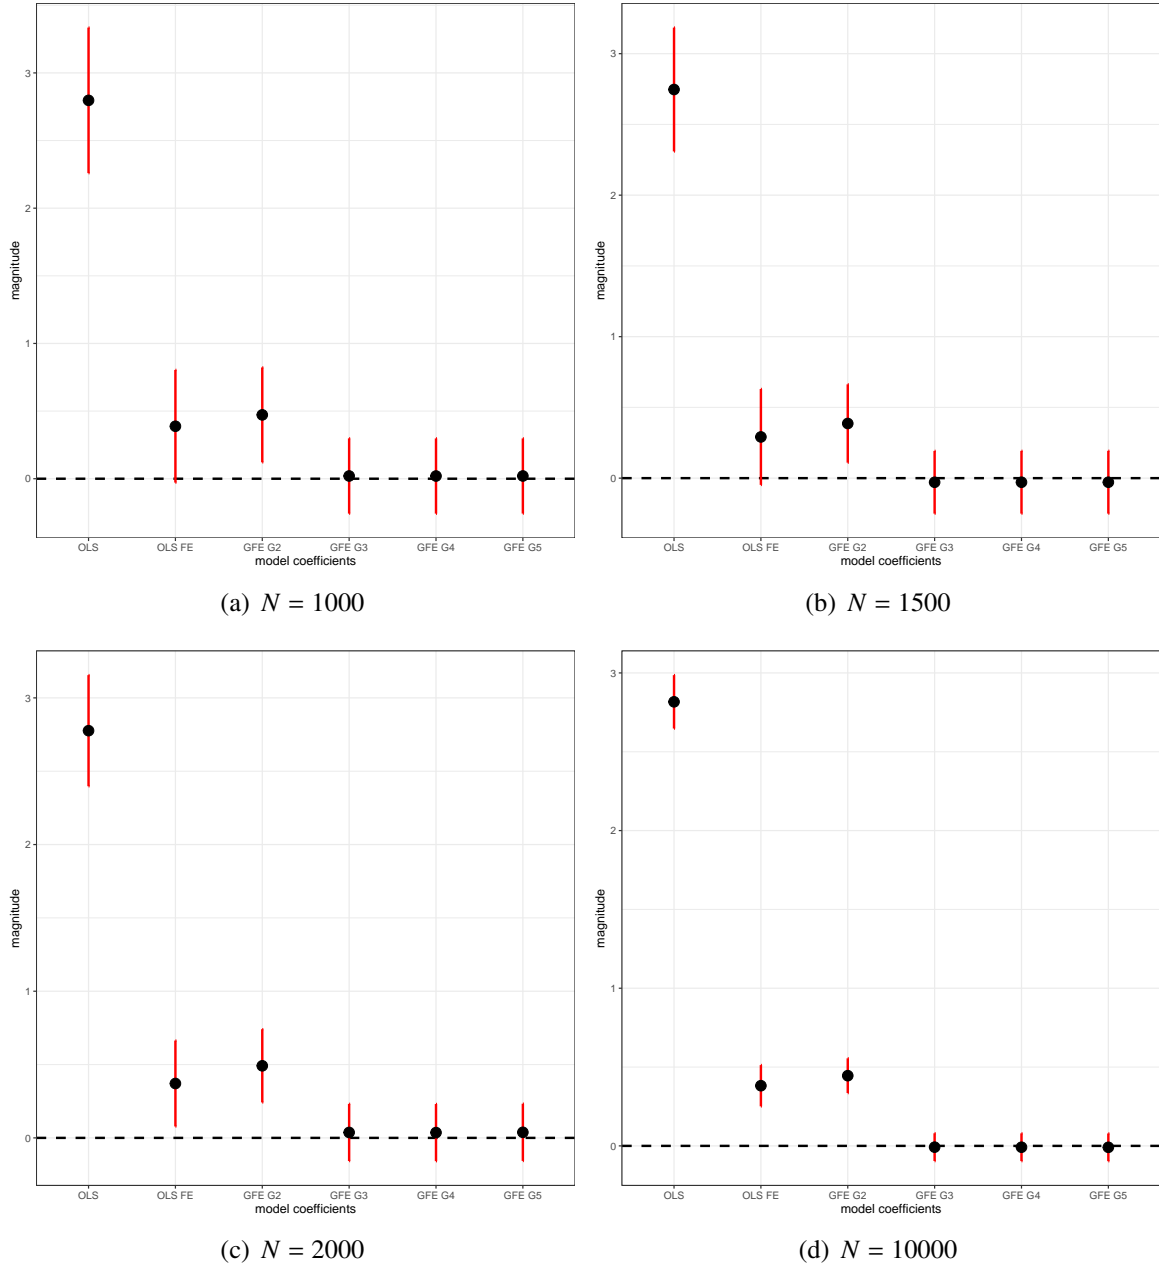 3
2
1
0
magnitude
OLS OLS FE GFE G2 GFE G3 GFE G4 GFE G5
model coefficients
(a) N = 1000
3
2
1
0
magnitude
OLS OLS FE GFE G2 GFE G3 GFE G4 GFE G5
model coefficients
(b) N = 1500
3
2
1
0
magnitude
OLS OLS FE GFE G2 GFE G3 GFE G4 GFE G5
model coefficients
(c) N = 2000
3
2
1
0
magnitude
OLS OLS FE GFE G2 GFE G3 GFE G4 GFE G5
model coefficients
(d) N = 10000